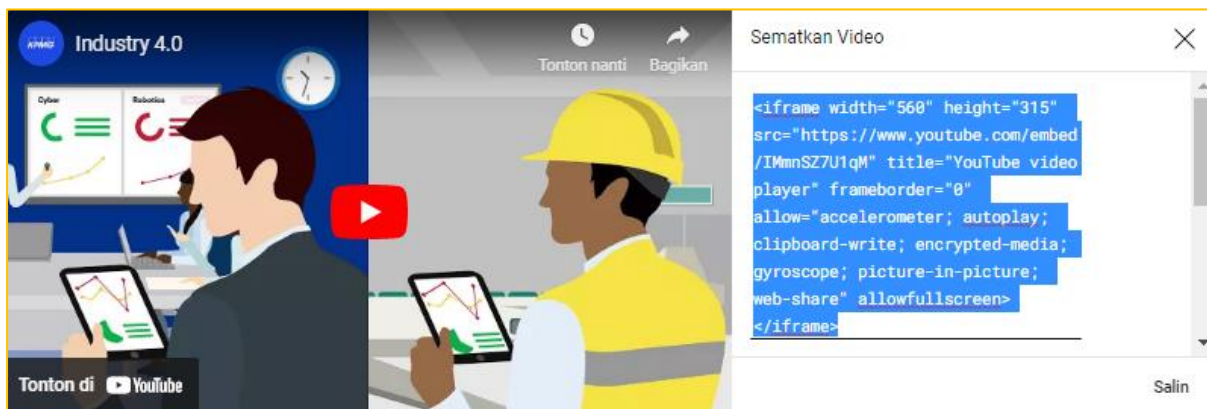 KPMG
Industry 4.0
Tonton nanti
Bagikan
Cyber
Robotics
Tonton di YouTube
Sematkan Video
<iframe width="560" height="315"
src="https://www.youtube.com/embed
/IMmnSZ7U1qM" title="YouTube video
player" frameborder="0"
allow="accelerometer; autoplay;
clipboard-write; encrypted-media;
gyroscope; picture-in-picture;
web-share" allowfullscreen>
</iframe>
Salin